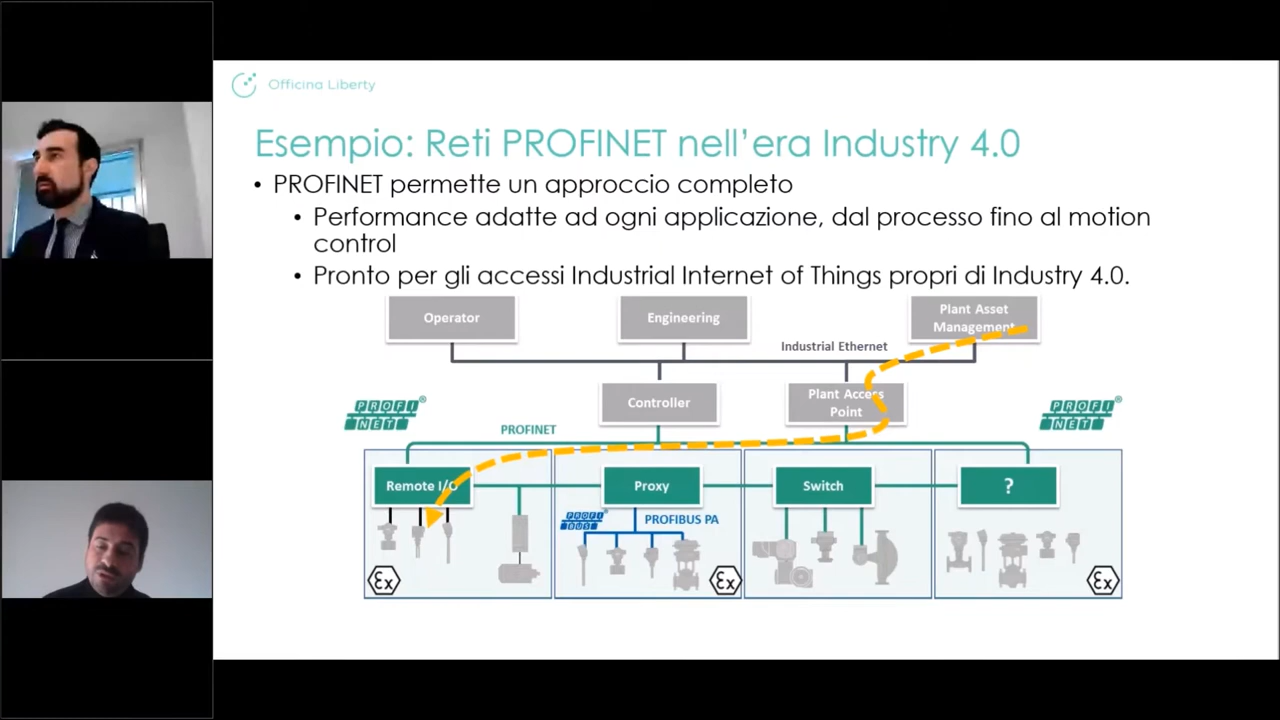 Officina Liberty
Esempio: Reti PROFINET nell'era Industry 4.0
• PROFINET permette un approccio completo
• Performance adatte ad ogni applicazione, dal processo fino al motion
control
• Pronto per gli accessi Industrial Internet of Things propri di Industry 4.0.
Operator
Engineering
Plant Asset
Management
Industrial Ethernet
Controller
Plant Access
Point
PROFI
NET®
PROFINET
PROFI
NET®
Remote I/O
Proxy
Switch
?
PROFI
BUS®
PROFIBUS PA
Ex
Ex
Ex